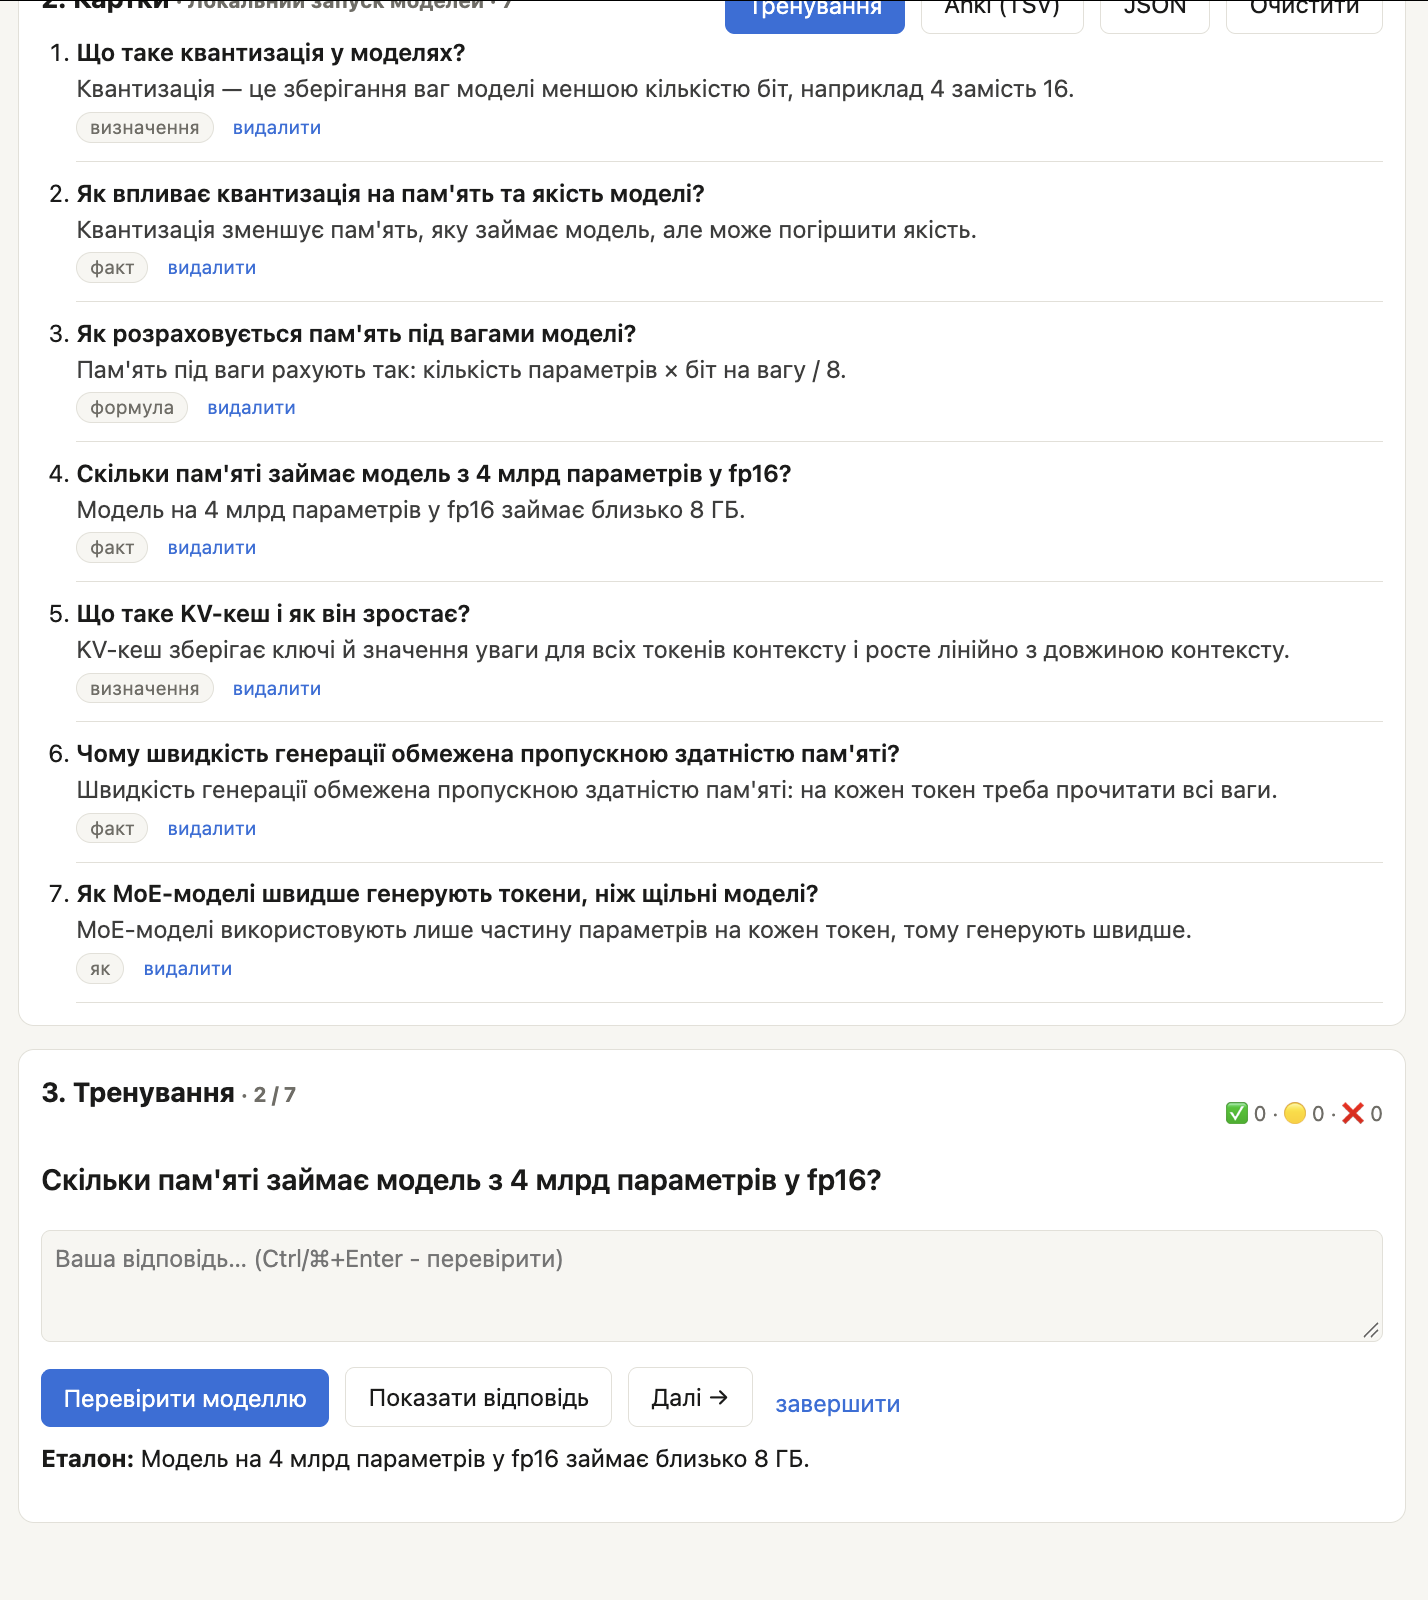 2. Картки · Локальний запуск моделей · 7
Тренування
Anki (TSV)
JSON
Очистити
1. Що таке квантизація у моделях?
Квантизація — це зберігання ваг моделі меншою кількістю біт, наприклад 4 замість 16.
визначення видалити
2. Як впливає квантизація на пам'ять та якість моделі?
Квантизація зменшує пам'ять, яку займає модель, але може погіршити якість.
факт видалити
3. Як розраховується пам'ять під вагами моделі?
Пам'ять під ваги рахують так: кількість параметрів × біт на вагу / 8.
формула видалити
4. Скільки пам'яті займає модель з 4 млрд параметрів у fp16?
Модель на 4 млрд параметрів у fp16 займає близько 8 ГБ.
факт видалити
5. Що таке KV-кеш і як він зростає?
KV-кеш зберігає ключі й значення уваги для всіх токенів контексту і росте лінійно з довжиною контексту.
визначення видалити
6. Чому швидкість генерації обмежена пропускною здатністю пам'яті?
Швидкість генерації обмежена пропускною здатністю пам'яті: на кожен токен треба прочитати всі ваги.
факт видалити
7. Як MoE-моделі швидше генерують токени, ніж щільні моделі?
MoE-моделі використовують лише частину параметрів на кожен токен, тому генерують швидше.
як видалити
3. Тренування · 2 / 7
✅ 0 · 🟡 0 · ❌ 0
Скільки пам'яті займає модель з 4 млрд параметрів у fp16?
Ваша відповідь... (Ctrl/⌘+Enter - перевірити)
Перевірити моделлю
Показати відповідь
Далі →
завершити
Еталон: Модель на 4 млрд параметрів у fp16 займає близько 8 ГБ.